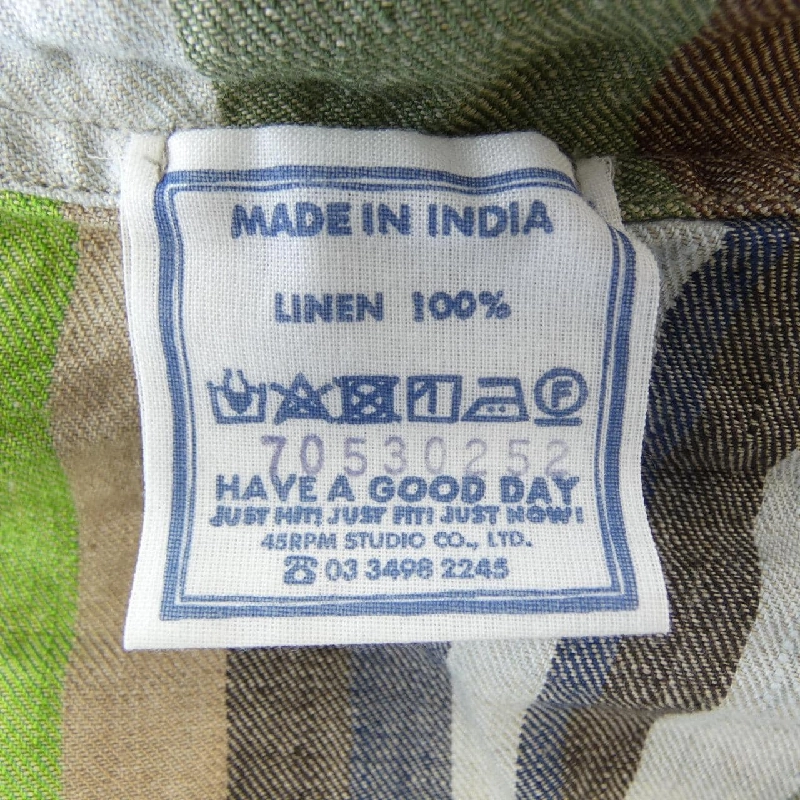 MADE IN INDIA
LINEN 100%
F
70530252
HAVE A GOOD DAY
JUST HIT! JUST FIT! JUST NOW!
45RPM STUDIO CO., LTD.
☎ 03 3498 2245